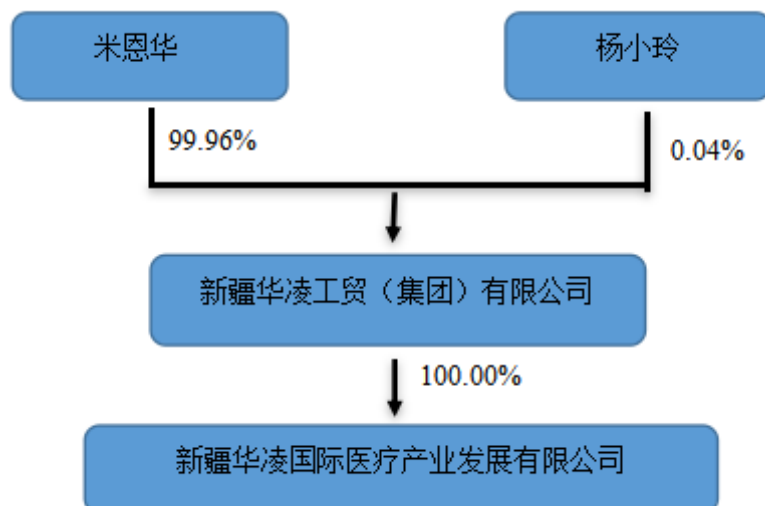 米恩华
杨小玲
99.96%
0.04%
新疆华凌工贸（集团）有限公司
100.00%
新疆华凌国际医疗产业发展有限公司